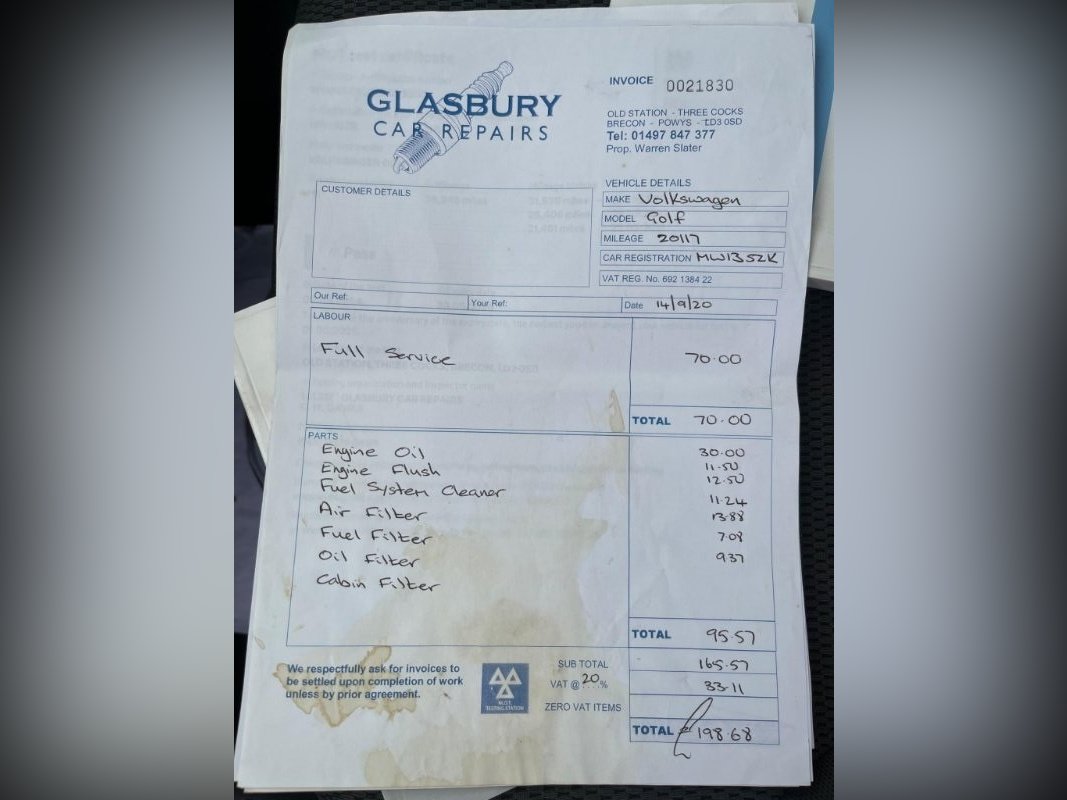 INVOICE 0021830
GLASBURY
CAR REPAIRS
OLD STATION - THREE COCKS
BRECON - POWYS - LD3 0SD
Tel: 01497 847 377
Prop. Warren Slater
CUSTOMER DETAILS
VEHICLE DETAILS
MAKE Volkswagen
MODEL Golf
MILEAGE 20117
CAR REGISTRATION MW13SZK
VAT REG. No. 692 1384 22
Our Ref: Your Ref: Date 14/9/20
LABOUR
Full Service 70.00
TOTAL 70.00
PARTS
Engine Oil 30.00
Engine Flush 11.50
Fuel System Cleaner 12.50
Air Filter 11.24
Fuel Filter 13.88
Oil Filter 7.08
Cabin Filter 9.37
TOTAL 95.57
We respectfully ask for invoices to
be settled upon completion of work
unless by prior agreement.
M.O.T.
TESTING STATION
SUB TOTAL 165.57
VAT @ 20 % 33.11
ZERO VAT ITEMS
TOTAL £198.68